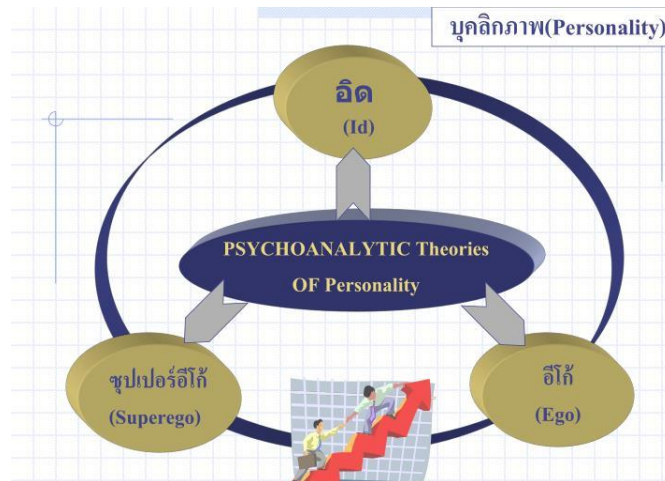 บุคลิกภาพ(Personality)
อิด
(Id)
PSYCHOANALYTIC Theories
OF Personality
ซุปเปอร์อีโก้
(Superego)
อีโก้
(Ego)